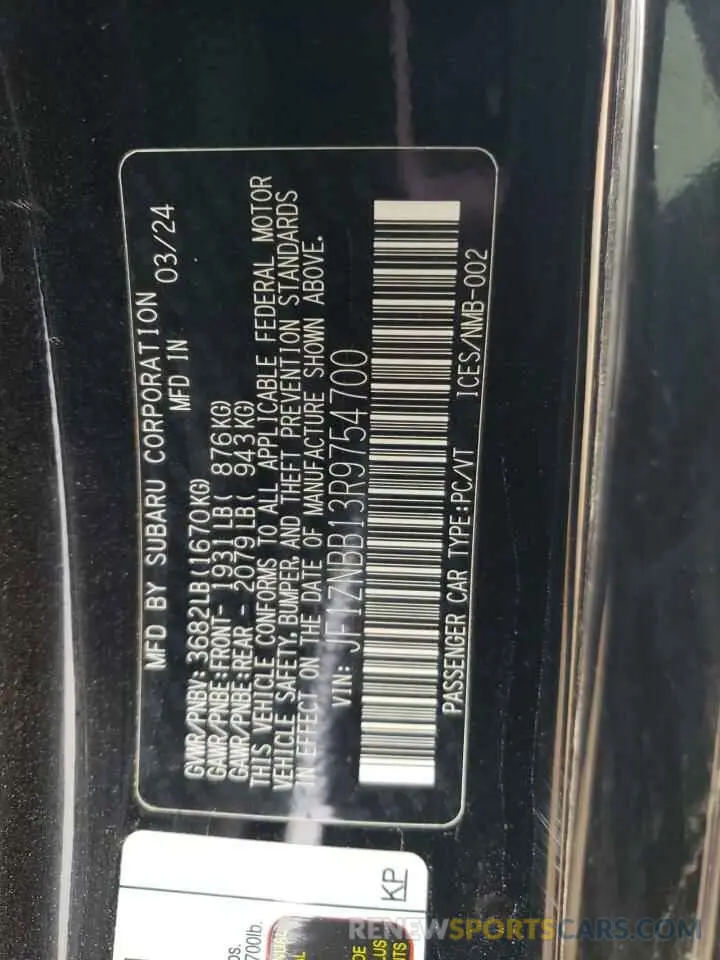 MFD BY SUBARU CORPORATION
MFD IN 03/24
GVWR/PNBV: 3682LB(1670KG)
GAWR/PNBE:FRONT- 1931LB( 876KG)
GAWR/PNBE:REAR - 2079LB( 943KG)
THIS VEHICLE CONFORMS TO ALL APPLICABLE FEDERAL MOTOR
VEHICLE SAFETY, BUMPER, AND THEFT PREVENTION STANDARDS
IN EFFECT ON THE DATE OF MANUFACTURE SHOWN ABOVE.
VIN: JF1ZNBB13R9754700
PASSENGER CAR TYPE:PC/VT ICES/NMB-002
KP
700lb.
RENEWSPORTSCARS.COM